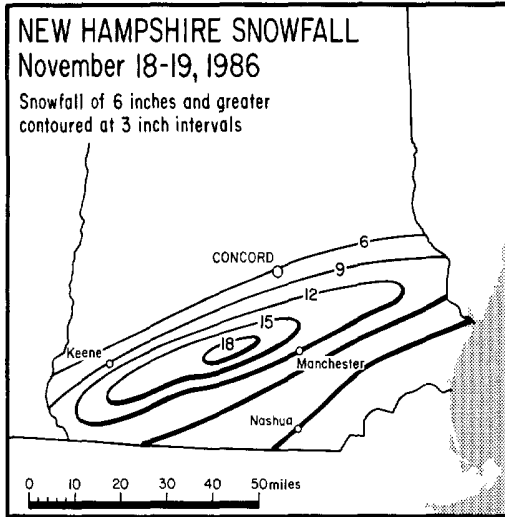 NEW HAMPSHIRE SNOWFALL
November 18-19, 1986
Snowfall of 6 inches and greater
contoured at 3 inch intervals
6
CONCORD
9
12
15
18
Keene
Manchester
Nashua
0 10 20 30 40 50 miles